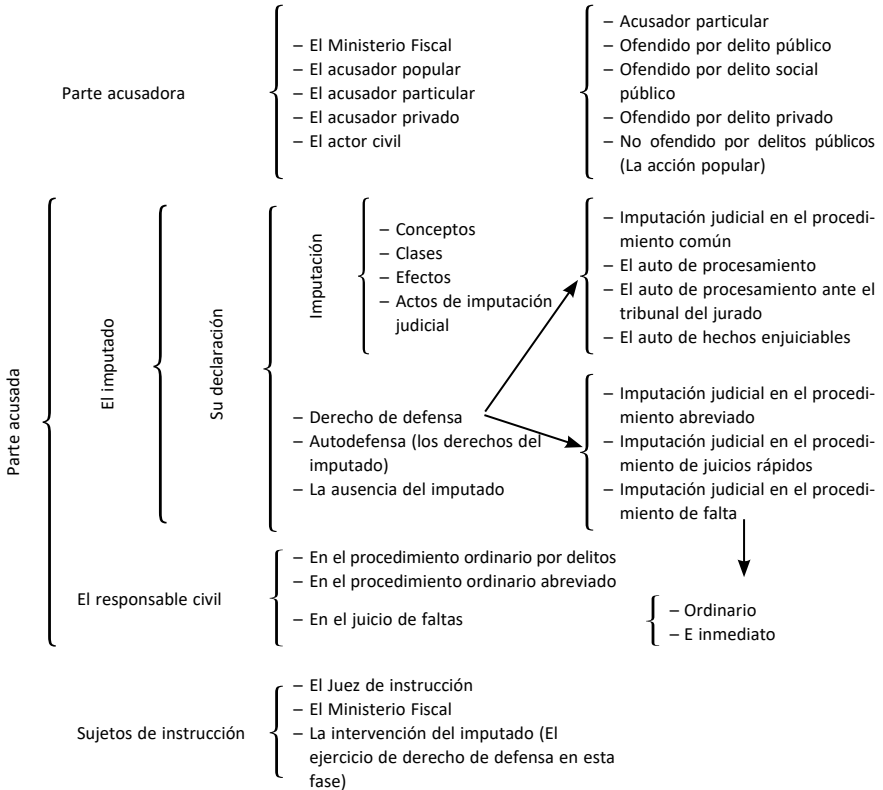 Parte acusadora
– El Ministerio Fiscal
– El acusador popular
– El acusador particular
– El acusador privado
– El actor civil
– Acusador particular
– Ofendido por delito público
– Ofendido por delito social
público
– Ofendido por delito privado
– No ofendido por delitos públicos
(La acción popular)
Parte acusada
El imputado
Su declaración
Imputación
– Conceptos
– Clases
– Efectos
– Actos de imputación
judicial
– Imputación judicial en el procedi-
miento común
– El auto de procesamiento
– El auto de procesamiento ante el
tribunal del jurado
– El auto de hechos enjuiciables
– Derecho de defensa
– Autodefensa (los derechos del
imputado)
– La ausencia del imputado
– Imputación judicial en el procedi-
miento abreviado
– Imputación judicial en el procedi-
miento de juicios rápidos
– Imputación judicial en el procedi-
miento de falta
El responsable civil
– En el procedimiento ordinario por delitos
– En el procedimiento ordinario abreviado
– En el juicio de faltas
– Ordinario
– E inmediato
Sujetos de instrucción
– El Juez de instrucción
– El Ministerio Fiscal
– La intervención del imputado (El
ejercicio de derecho de defensa en esta
fase)